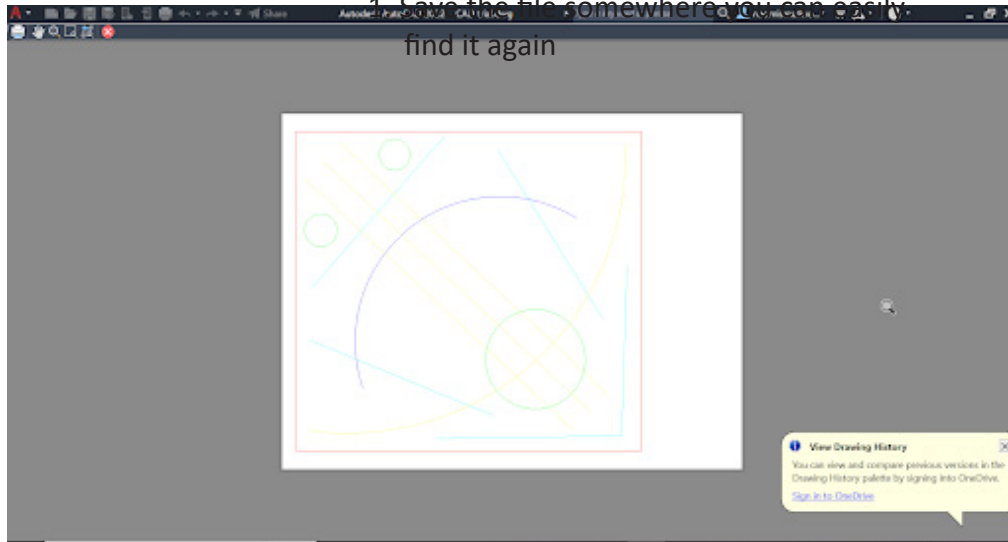 Share
1. Save the file somewhere you can easily
find it again
View Drawing History
You can view and compare previous versions in the
Drawing History palette by signing into OneDrive.
Sign in to OneDrive